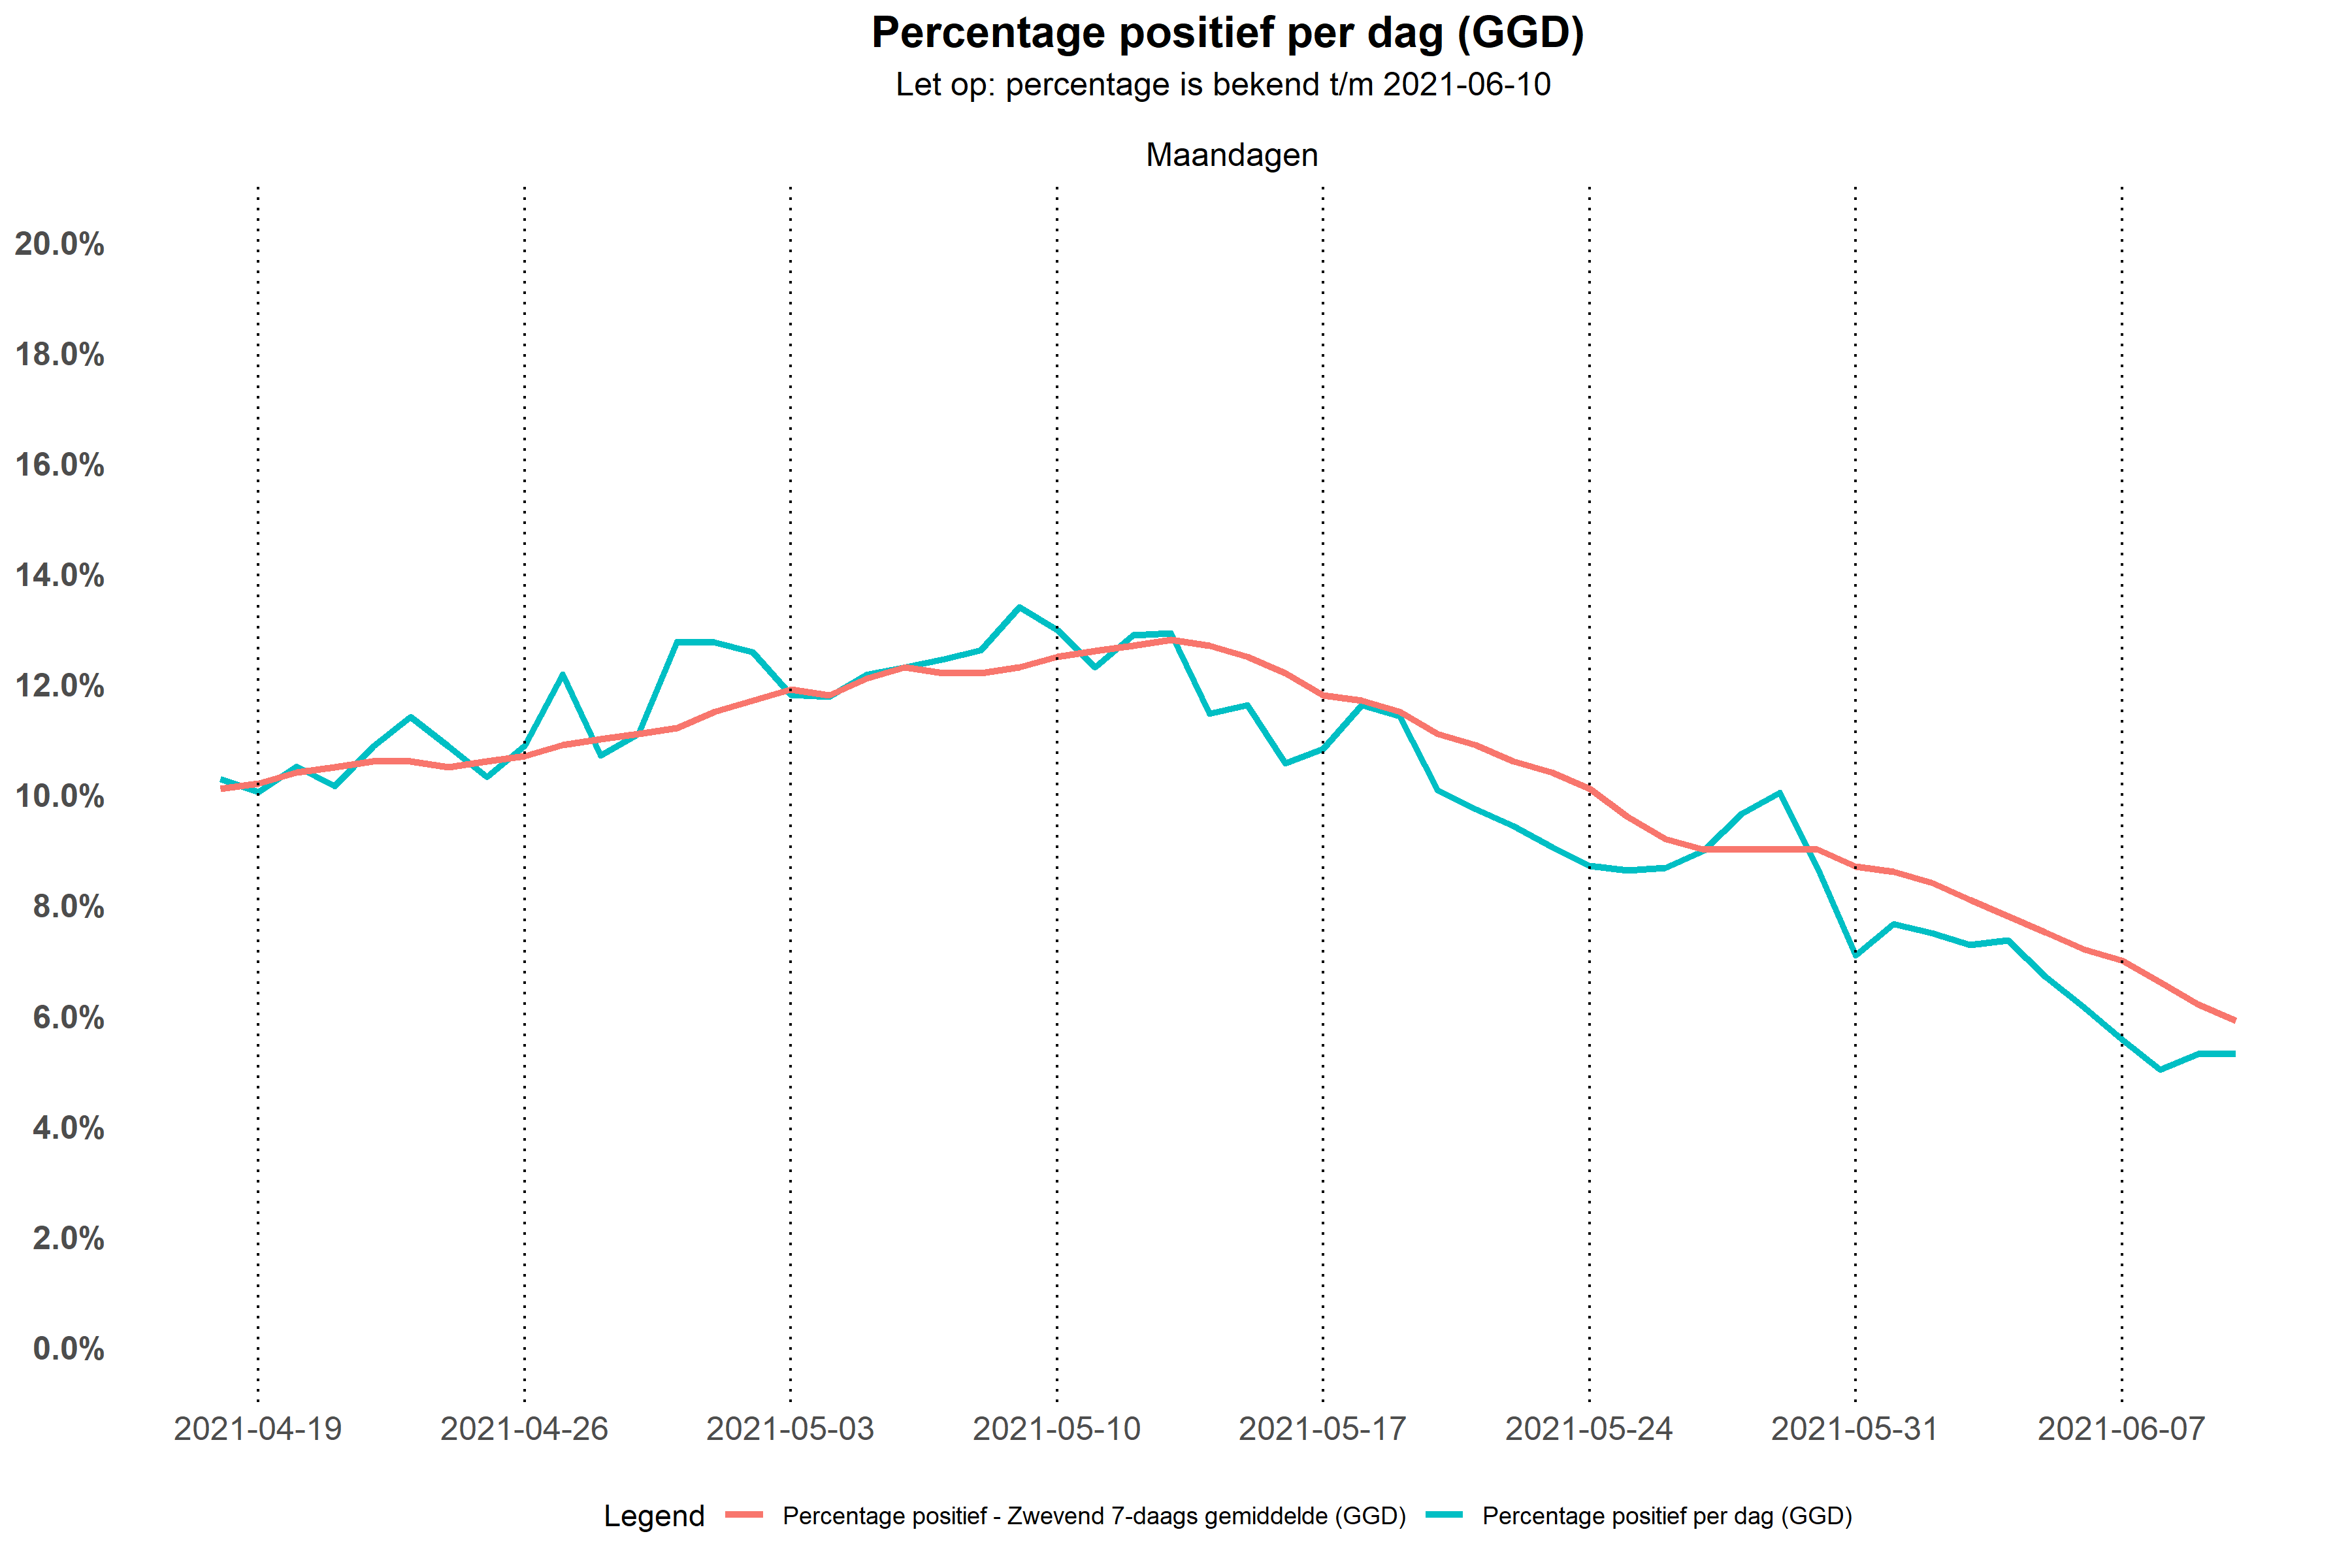 Percentage positief per dag (GGD)
Let op: percentage is bekend t/m 2021-06-10
Maandagen
20.0%
18.0%
16.0%
14.0%
12.0%
10.0%
8.0%
6.0%
4.0%
2.0%
0.0%
2021-04-19 2021-04-26 2021-05-03 2021-05-10 2021-05-17 2021-05-24 2021-05-31 2021-06-07
Legend Percentage positief - Zwevend 7-daags gemiddelde (GGD) Percentage positief per dag (GGD)